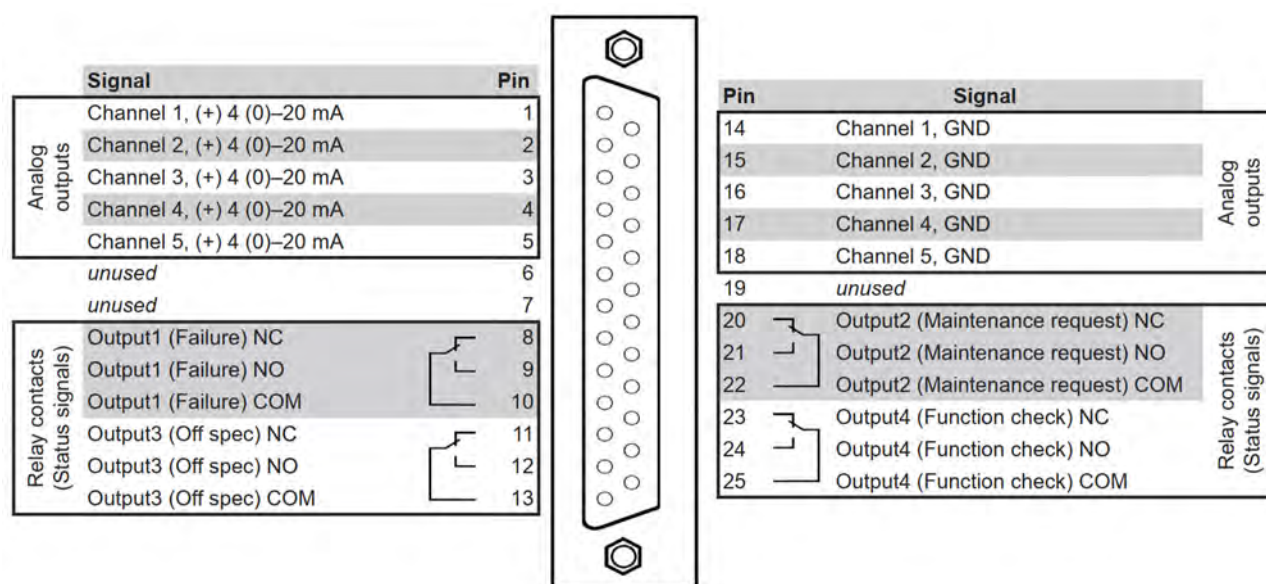 Signal Pin
Analog outputs
Channel 1, (+) 4 (0)–20 mA 1
Channel 2, (+) 4 (0)–20 mA 2
Channel 3, (+) 4 (0)–20 mA 3
Channel 4, (+) 4 (0)–20 mA 4
Channel 5, (+) 4 (0)–20 mA 5
unused 6
unused 7
Relay contacts
(Status signals)
Output1 (Failure) NC 8
Output1 (Failure) NO 9
Output1 (Failure) COM 10
Output3 (Off spec) NC 11
Output3 (Off spec) NO 12
Output3 (Off spec) COM 13
Pin Signal
14 Channel 1, GND
15 Channel 2, GND
16 Channel 3, GND
17 Channel 4, GND
18 Channel 5, GND
Analog
outputs
19 unused
20 Output2 (Maintenance request) NC
21 Output2 (Maintenance request) NO
22 Output2 (Maintenance request) COM
23 Output4 (Function check) NC
24 Output4 (Function check) NO
25 Output4 (Function check) COM
Relay contacts
(Status signals)